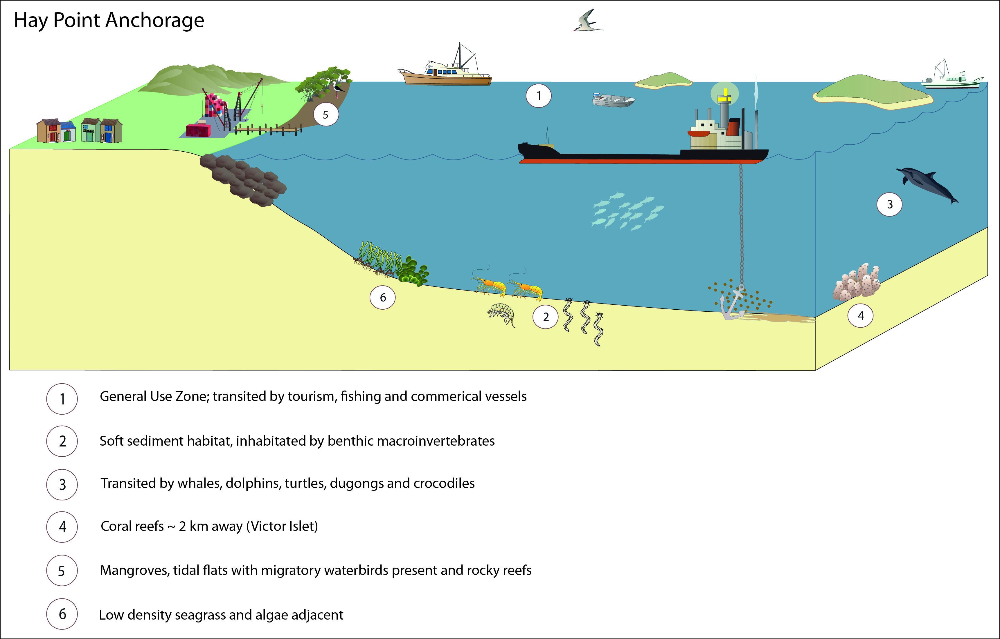 Hay Point Anchorage
1
5
3
6
2
4
1 General Use Zone; transited by tourism, fishing and commerical vessels
2 Soft sediment habitat, inhabitated by benthic macroinvertebrates
3 Transited by whales, dolphins, turtles, dugongs and crocodiles
4 Coral reefs ~ 2 km away (Victor Islet)
5 Mangroves, tidal flats with migratory waterbirds present and rocky reefs
6 Low density seagrass and algae adjacent